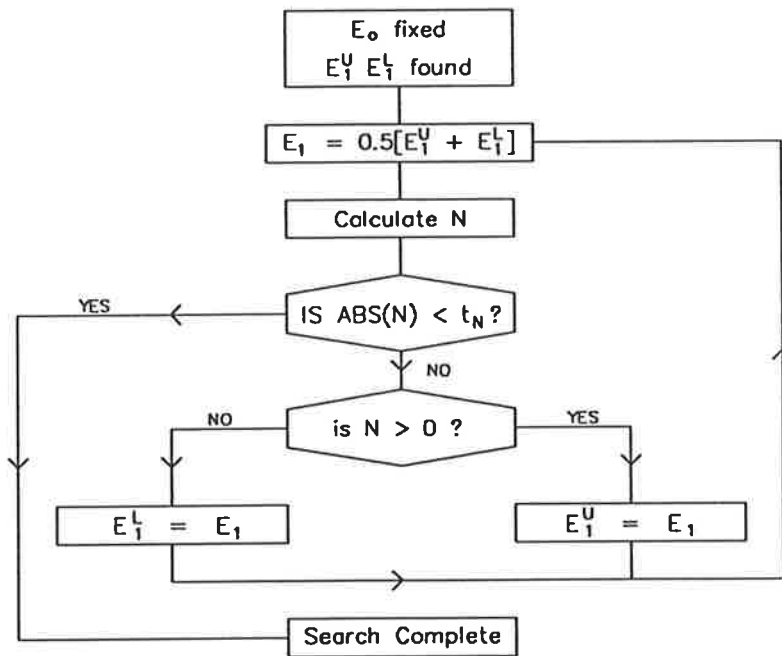 E₀ fixed
E₁ᵁ E₁ᴸ found
E₁ = 0.5[E₁ᵁ + E₁ᴸ]
Calculate N
YES
IS ABS(N) < t_N ?
NO
NO
is N > 0 ?
YES
E₁ᴸ = E₁
E₁ᵁ = E₁
Search Complete